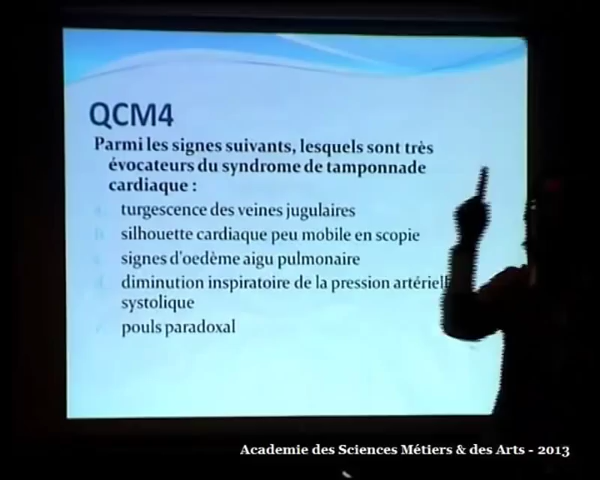 QCM4
Parmi les signes suivants, lesquels sont très
évocateurs du syndrome de tamponnade
cardiaque :
turgescence des veines jugulaires
silhouette cardiaque peu mobile en scopie
signes d'oedème aigu pulmonaire
diminution inspiratoire de la pression artériell
systolique
pouls paradoxal
Academie des Sciences Métiers & des Arts - 2013